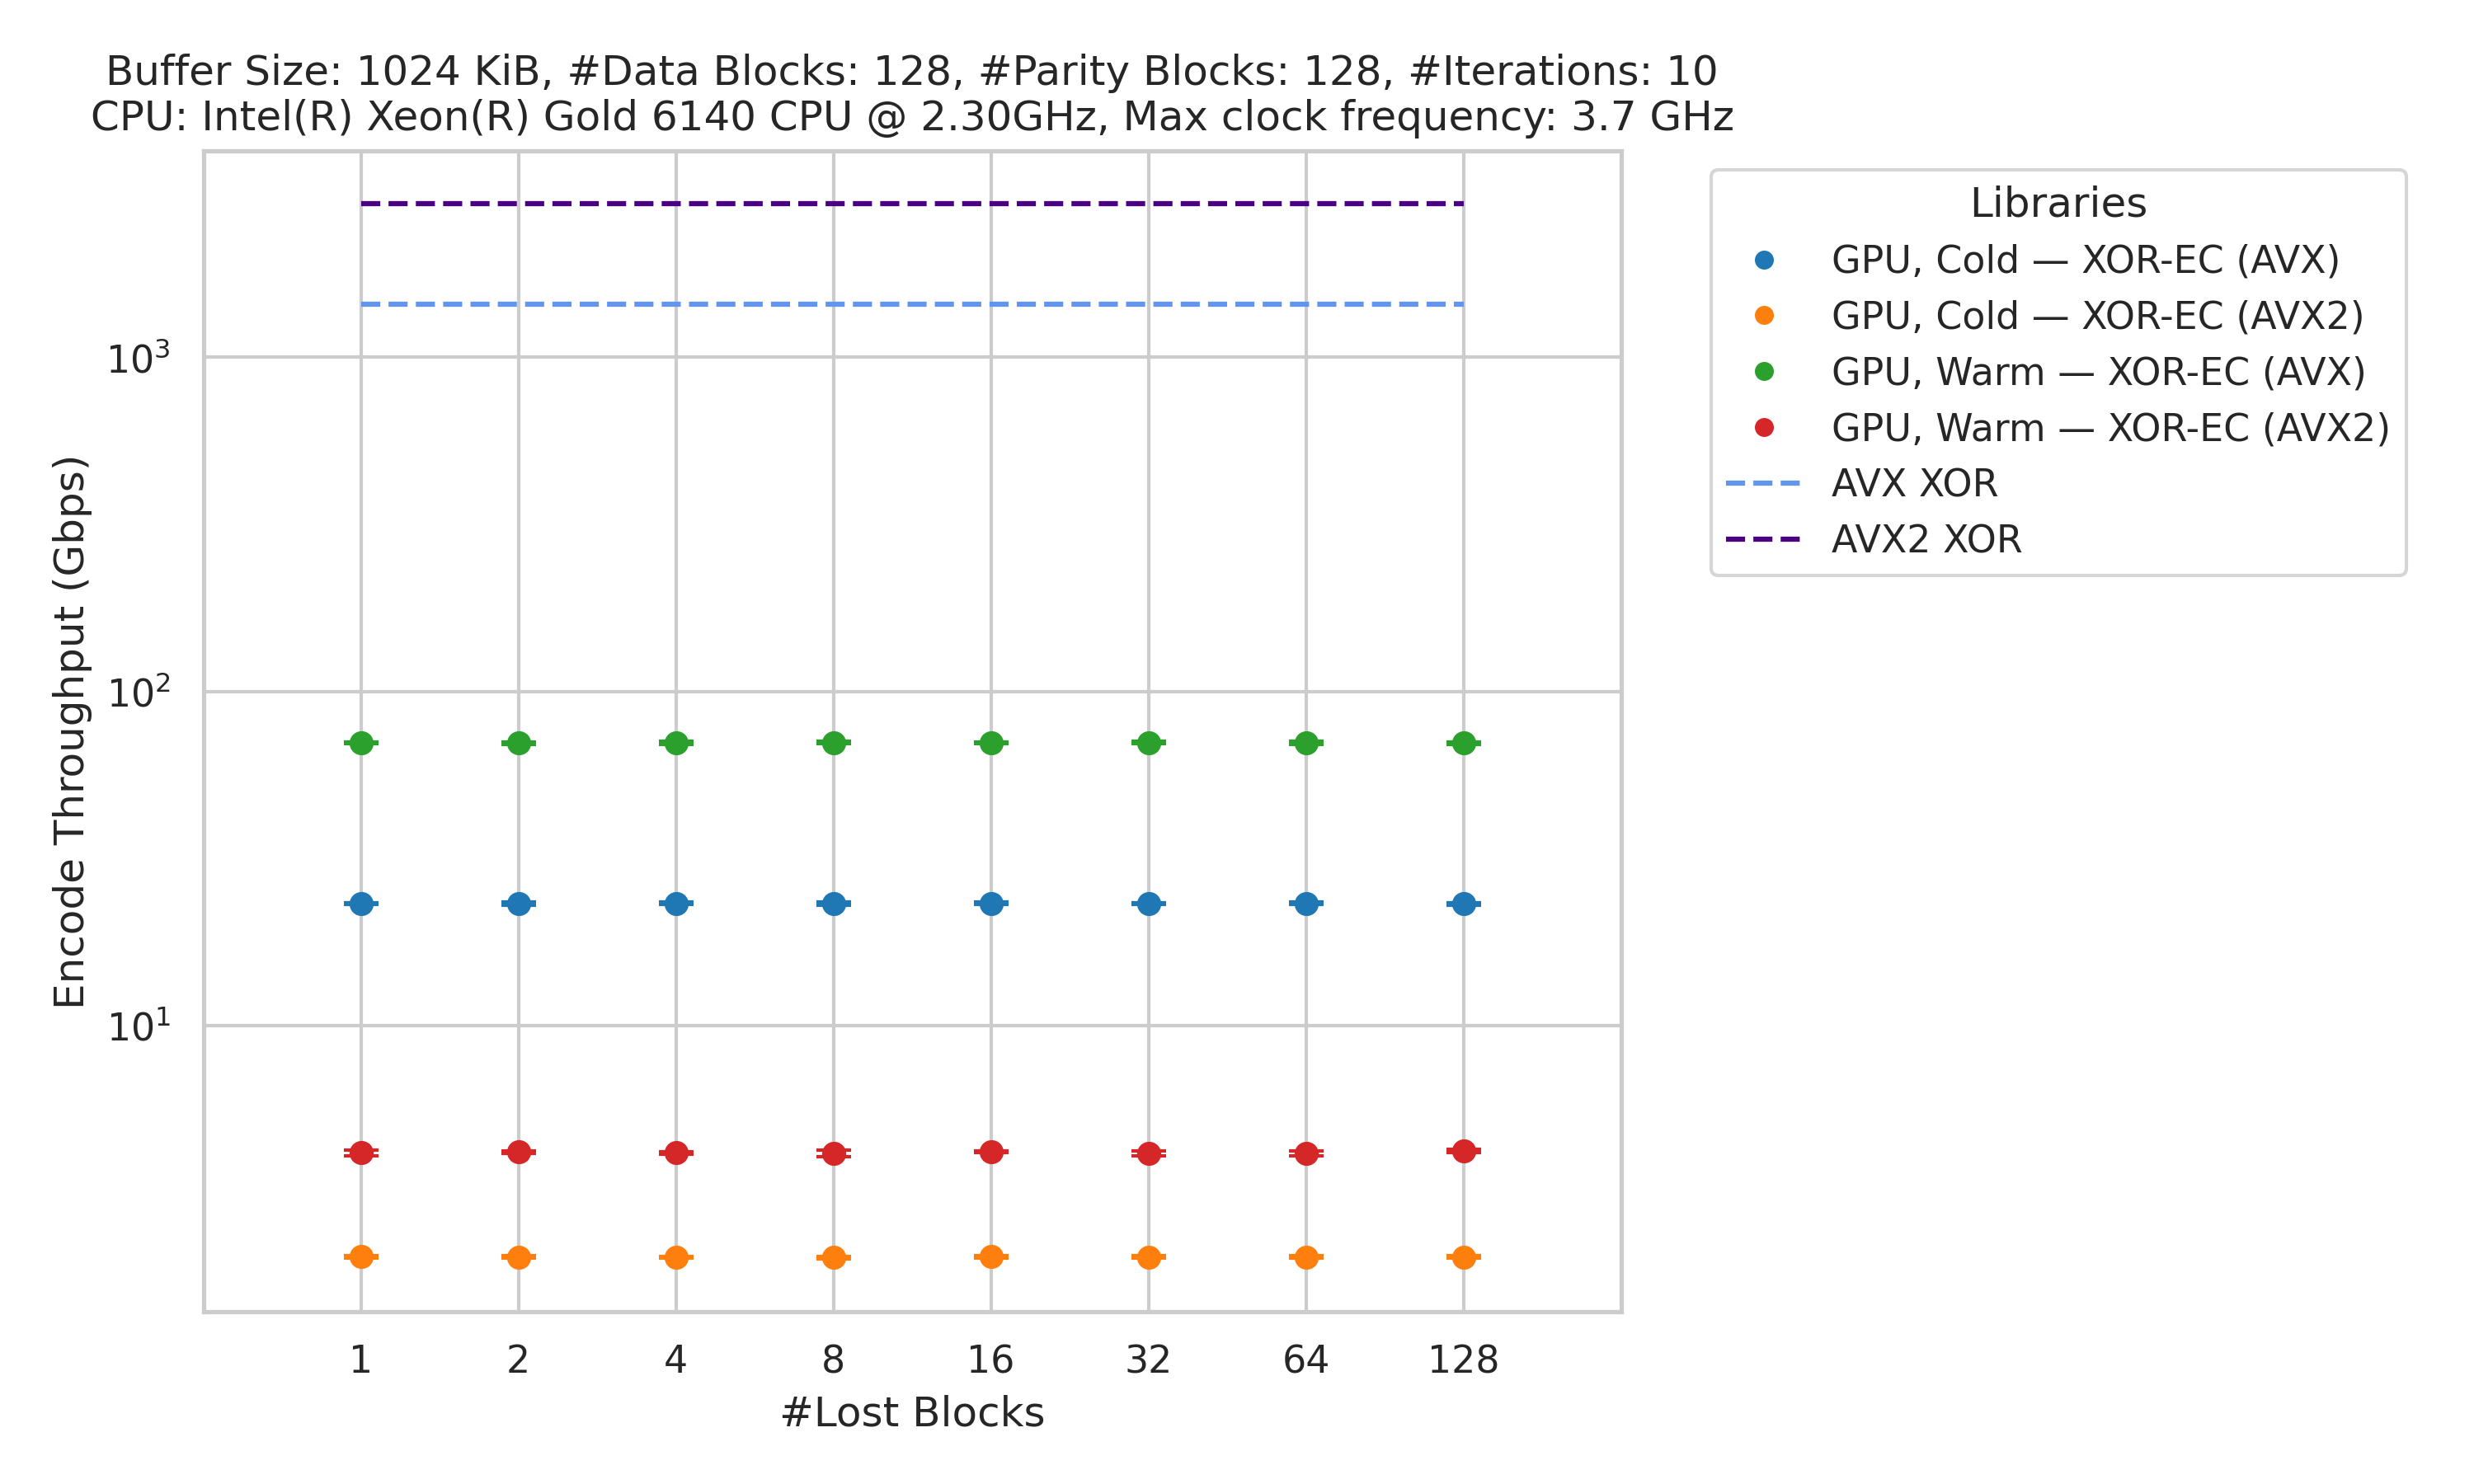 Buffer Size: 1024 KiB, #Data Blocks: 128, #Parity Blocks: 128, #Iterations: 10
CPU: Intel(R) Xeon(R) Gold 6140 CPU @ 2.30GHz, Max clock frequency: 3.7 GHz
Libraries
GPU, Cold — XOR-EC (AVX)
GPU, Cold — XOR-EC (AVX2)
GPU, Warm — XOR-EC (AVX)
GPU, Warm — XOR-EC (AVX2)
AVX XOR
AVX2 XOR
Encode Throughput (Gbps)
10³
10²
10¹
1 2 4 8 16 32 64 128
#Lost Blocks